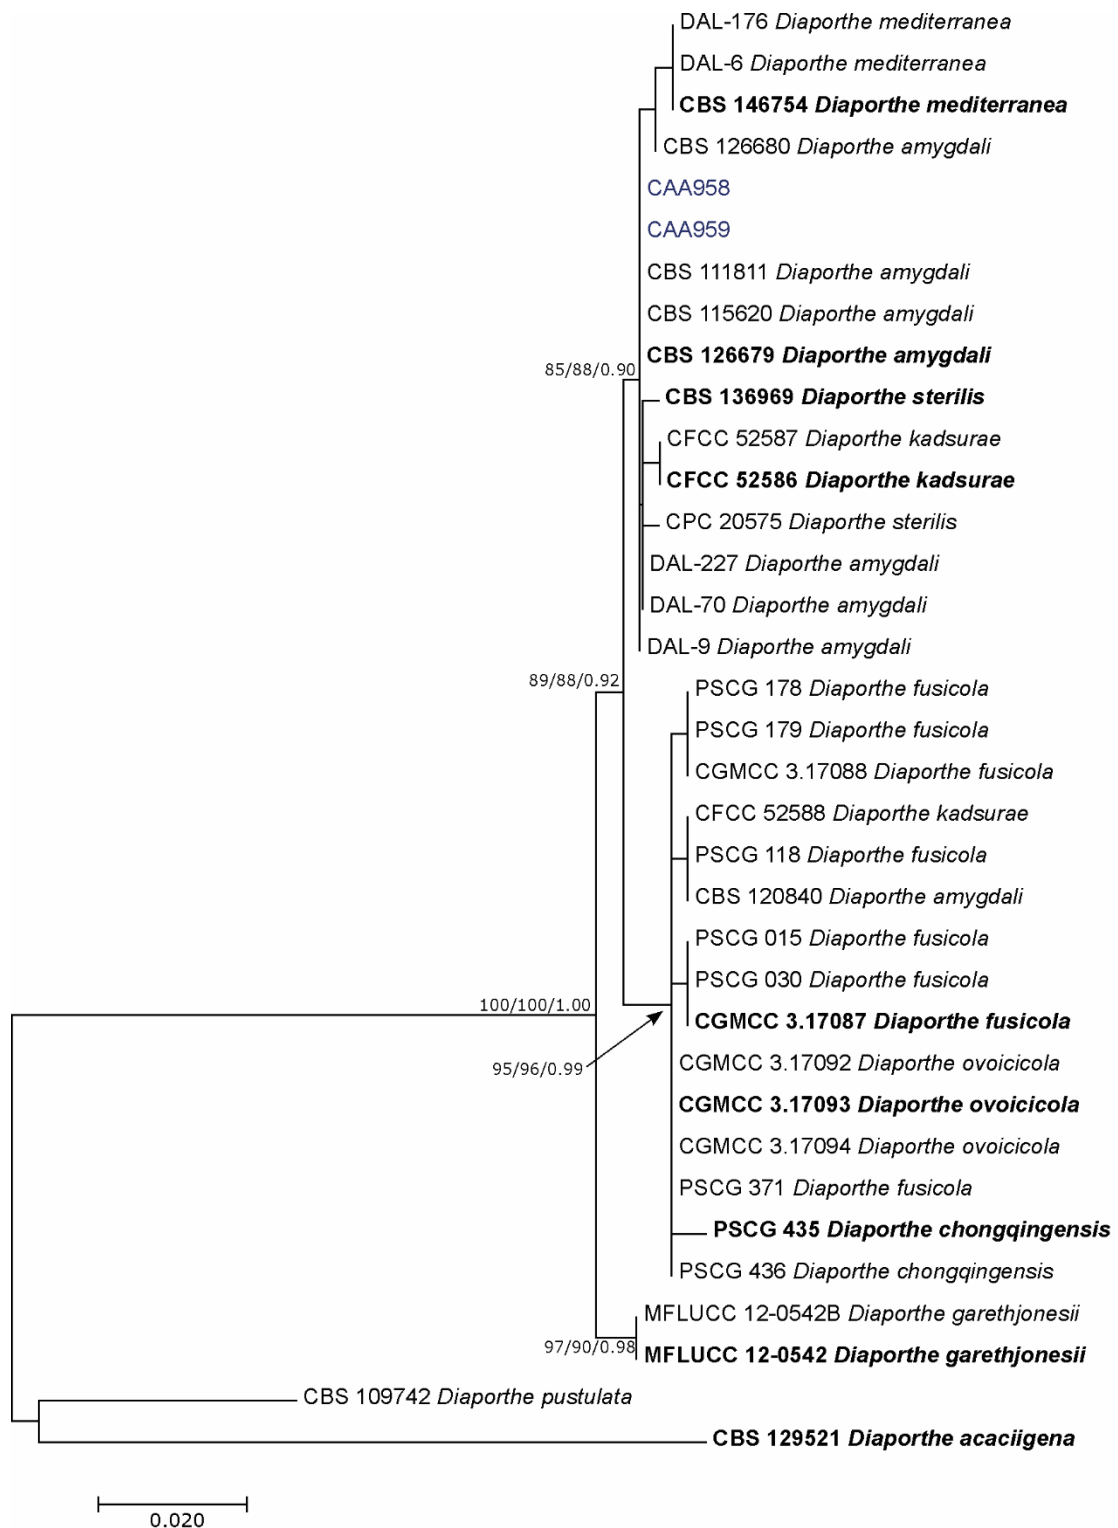 DAL-176 Diaporthe mediterranea
DAL-6 Diaporthe mediterranea
CBS 146754 Diaporthe mediterranea
CBS 126680 Diaporthe amygdali
CAA958
CAA959
CBS 111811 Diaporthe amygdali
CBS 115620 Diaporthe amygdali
CBS 126679 Diaporthe amygdali
85/88/0.90
CBS 136969 Diaporthe sterilis
CFCC 52587 Diaporthe kadsurae
CFCC 52586 Diaporthe kadsurae
CPC 20575 Diaporthe sterilis
DAL-227 Diaporthe amygdali
DAL-70 Diaporthe amygdali
DAL-9 Diaporthe amygdali
89/88/0.92
PSCG 178 Diaporthe fusicola
PSCG 179 Diaporthe fusicola
CGMCC 3.17088 Diaporthe fusicola
CFCC 52588 Diaporthe kadsurae
PSCG 118 Diaporthe fusicola
CBS 120840 Diaporthe amygdali
PSCG 015 Diaporthe fusicola
PSCG 030 Diaporthe fusicola
100/100/1.00
CGMCC 3.17087 Diaporthe fusicola
95/96/0.99
CGMCC 3.17092 Diaporthe ovoicicola
CGMCC 3.17093 Diaporthe ovoicicola
CGMCC 3.17094 Diaporthe ovoicicola
PSCG 371 Diaporthe fusicola
PSCG 435 Diaporthe chongqingensis
PSCG 436 Diaporthe chongqingensis
MFLUCC 12-0542B Diaporthe garethjonesii
97/90/0.98
MFLUCC 12-0542 Diaporthe garethjonesii
CBS 109742 Diaporthe pustulata
CBS 129521 Diaporthe acaciigena
0.020